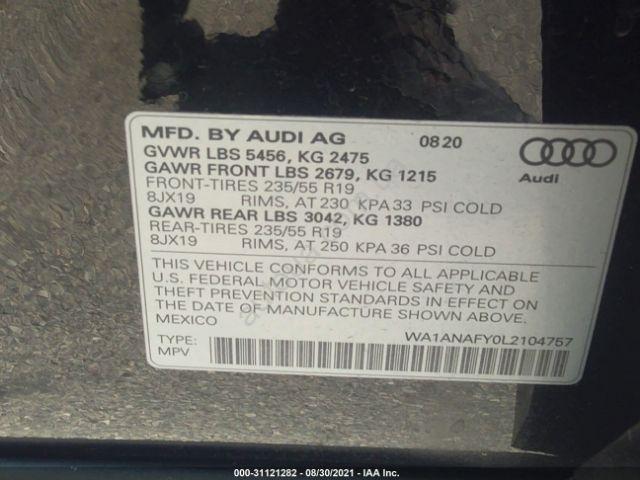 MFD. BY AUDI AG 0820
GVWR LBS 5456, KG 2475
GAWR FRONT LBS 2679, KG 1215
FRONT-TIRES 235/55 R19
8JX19 RIMS, AT 230 KPA 33 PSI COLD
GAWR REAR LBS 3042, KG 1380
REAR-TIRES 235/55 R19
8JX19 RIMS, AT 250 KPA 36 PSI COLD
Audi
THIS VEHICLE CONFORMS TO ALL APPLICABLE
U.S. FEDERAL MOTOR VEHICLE SAFETY AND
THEFT PREVENTION STANDARDS IN EFFECT ON
THE DATE OF MANUFACTURE SHOWN ABOVE.
MEXICO
WA1ANAFY0L2104757
TYPE:
MPV
000-31121282 - 08/30/2021 - IAA Inc.